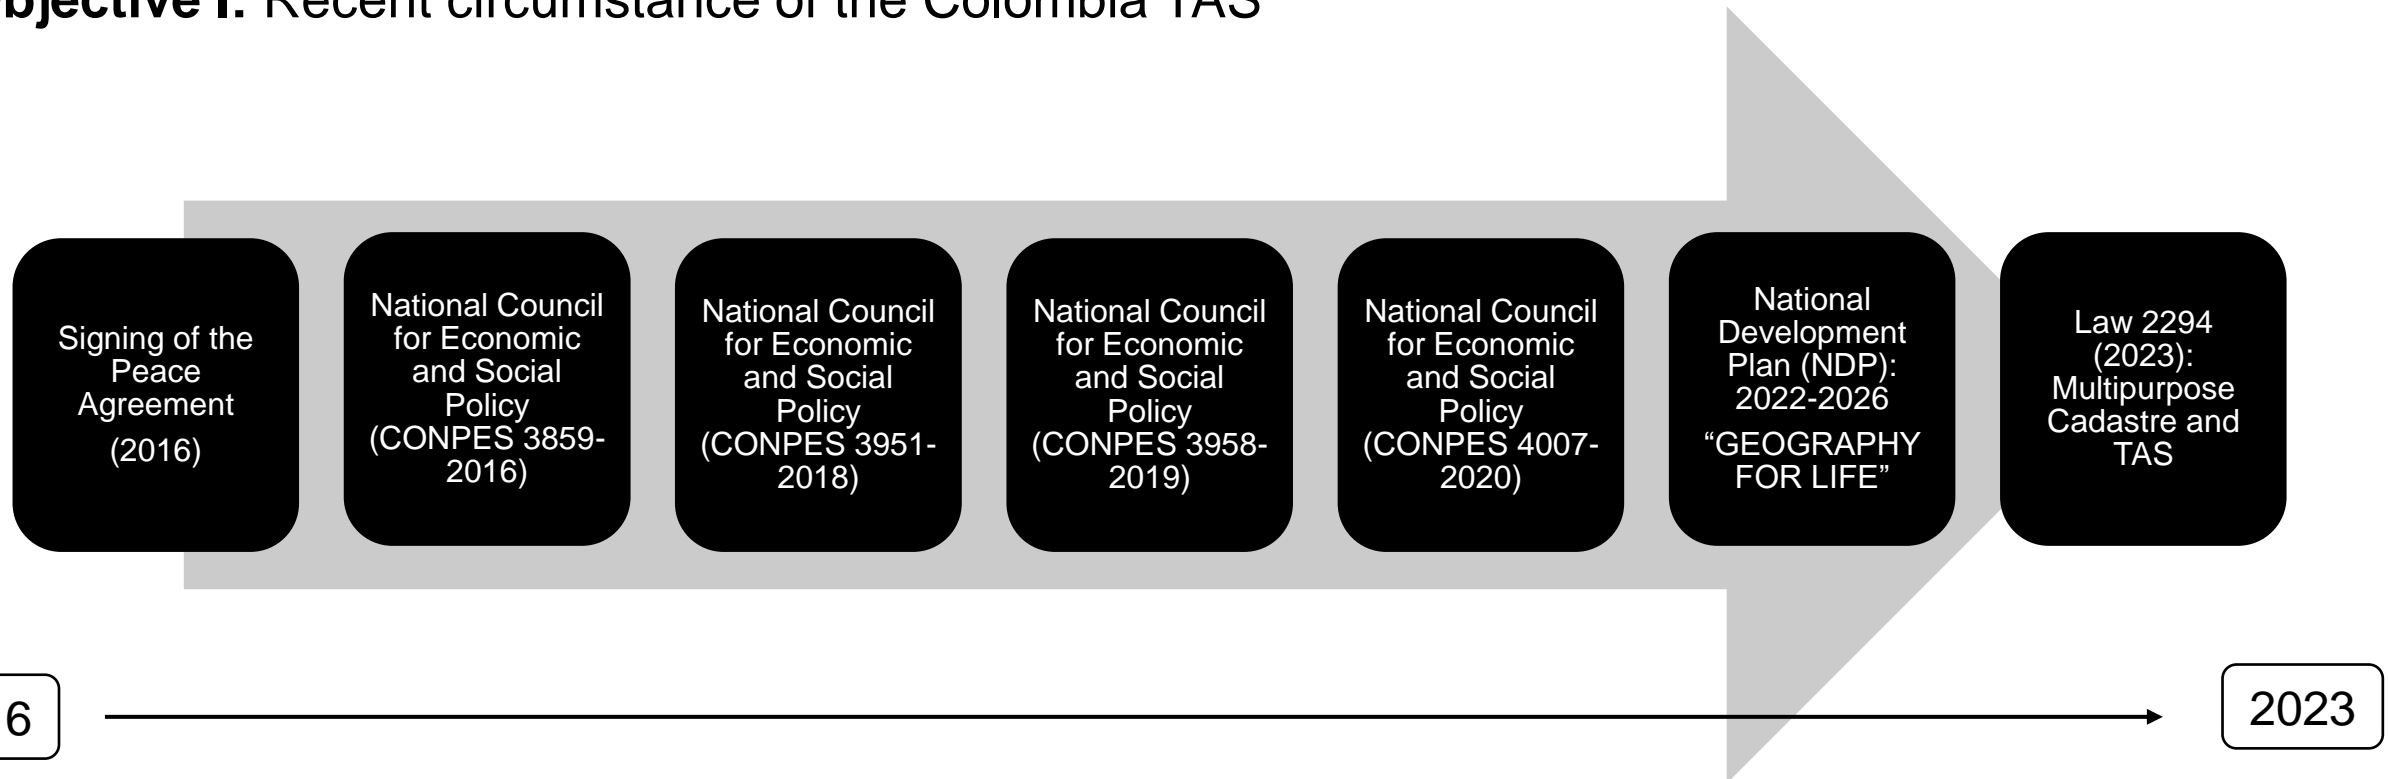 bjective I: Recent circumstance of the Colombia TAS
Signing of the
Peace
Agreement
(2016)
National Council
for Economic
and Social
Policy
(CONPES 3859-
2016)
National Council
for Economic
and Social
Policy
(CONPES 3951-
2018)
National Council
for Economic
and Social
Policy
(CONPES 3958-
2019)
National Council
for Economic
and Social
Policy
(CONPES 4007-
2020)
National
Development
Plan (NDP):
2022-2026
“GEOGRAPHY
FOR LIFE”
Law 2294
(2023):
Multipurpose
Cadastre and
TAS
6
2023